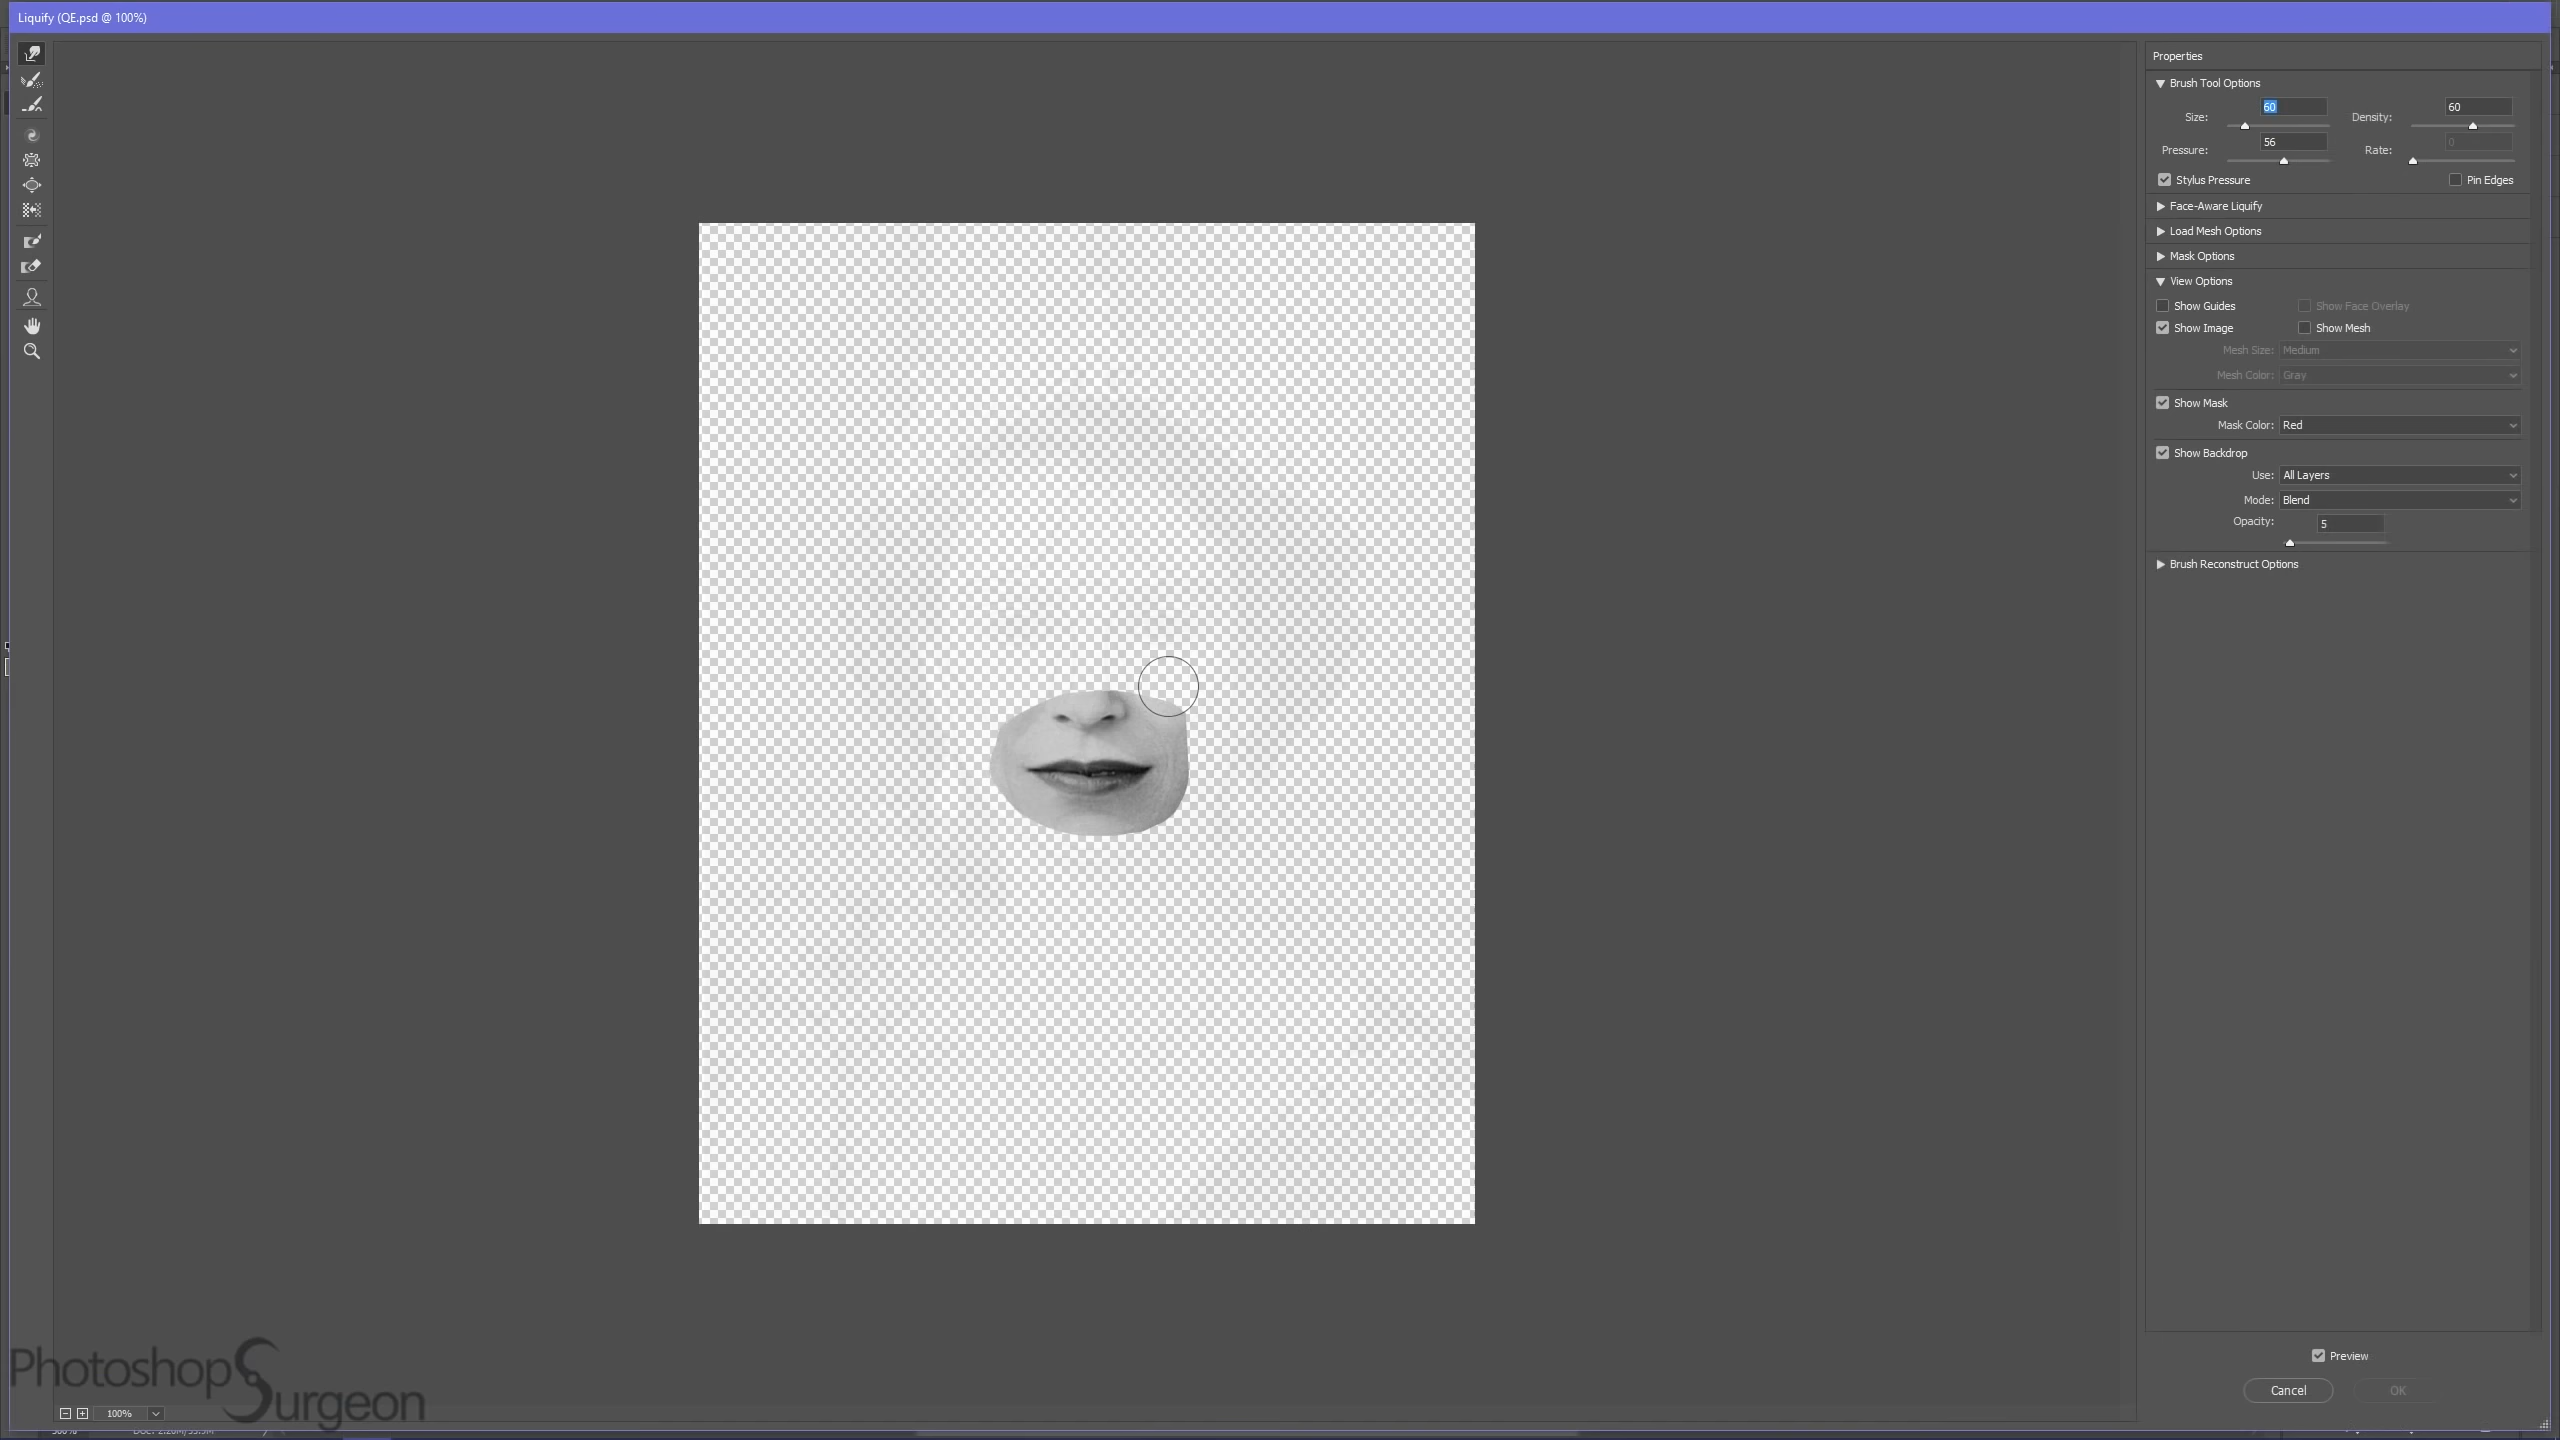 Liquify (QE.psd @ 100%)
Properties
Brush Tool Options
Size: 60 Density: 60
Pressure: 56 Rate: 0
Stylus Pressure Pin Edges
Face-Aware Liquify
Load Mesh Options
Mask Options
View Options
Show Guides Show Face Overlay
Show Image Show Mesh
Mesh Size: Medium
Mesh Color: Gray
Show Mask
Mask Color: Red
Show Backdrop
Use: All Layers
Mode: Blend
Opacity: 5
Brush Reconstruct Options
Preview
Cancel OK
Photoshop
Surgeon
100%